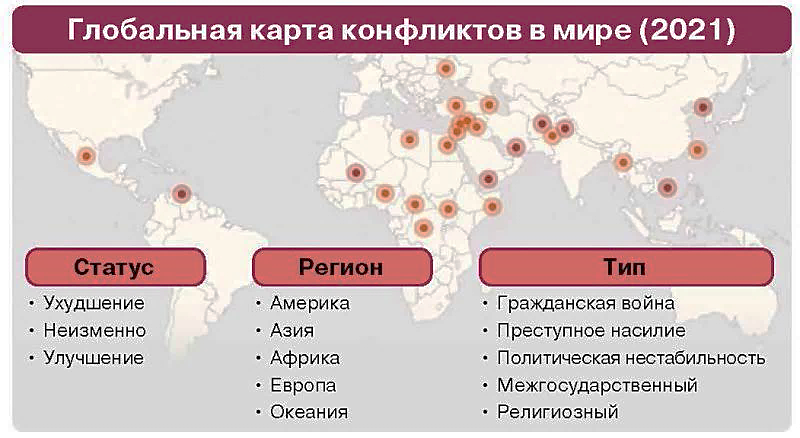 Глобальная карта конфликтов в мире (2021)
Статус
• Ухудшение
• Неизменно
• Улучшение
Регион
• Америка
• Азия
• Африка
• Европа
• Океания
Тип
• Гражданская война
• Преступное насилие
• Политическая нестабильность
• Межгосударственный
• Религиозный